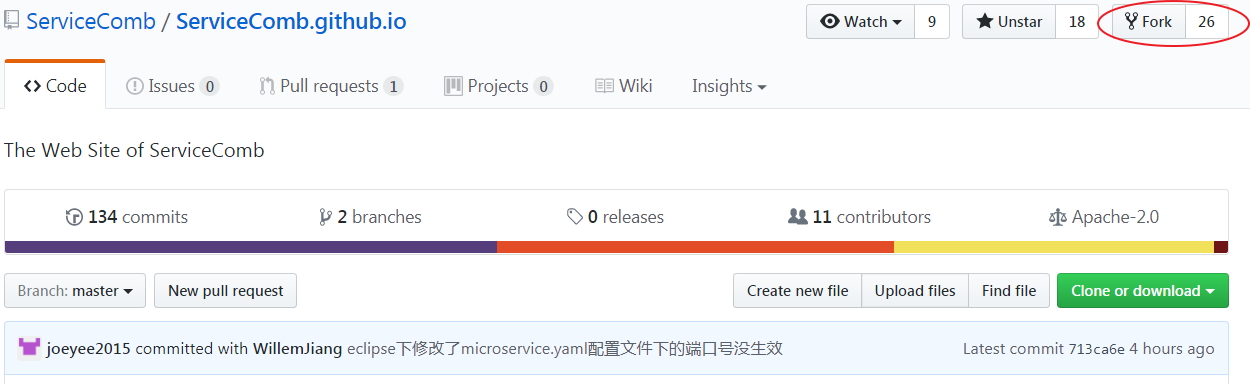 ServiceComb / ServiceComb.github.io Watch 9 Unstar 18 Fork 26
Code Issues 0 Pull requests 1 Projects 0 Wiki Insights
The Web Site of ServiceComb
134 commits 2 branches 0 releases 11 contributors Apache-2.0
Branch: master New pull request Create new file Upload files Find file Clone or download
joeyee2015 committed with WillemJiang eclipse下修改了microservice.yaml配置文件下的端口号没生效 Latest commit 713ca6e 4 hours ago